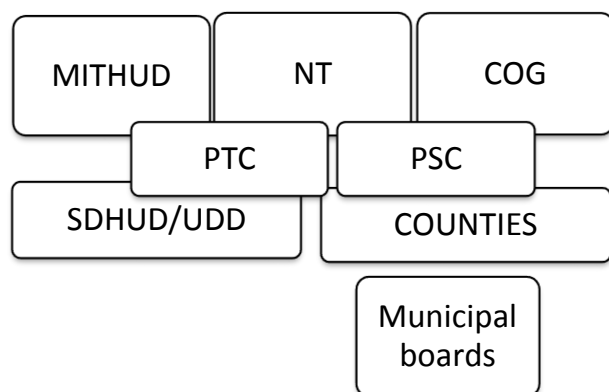 MITHUD
NT
COG
PTC
PSC
SDHUD/UDD
COUNTIES
Municipal
boards